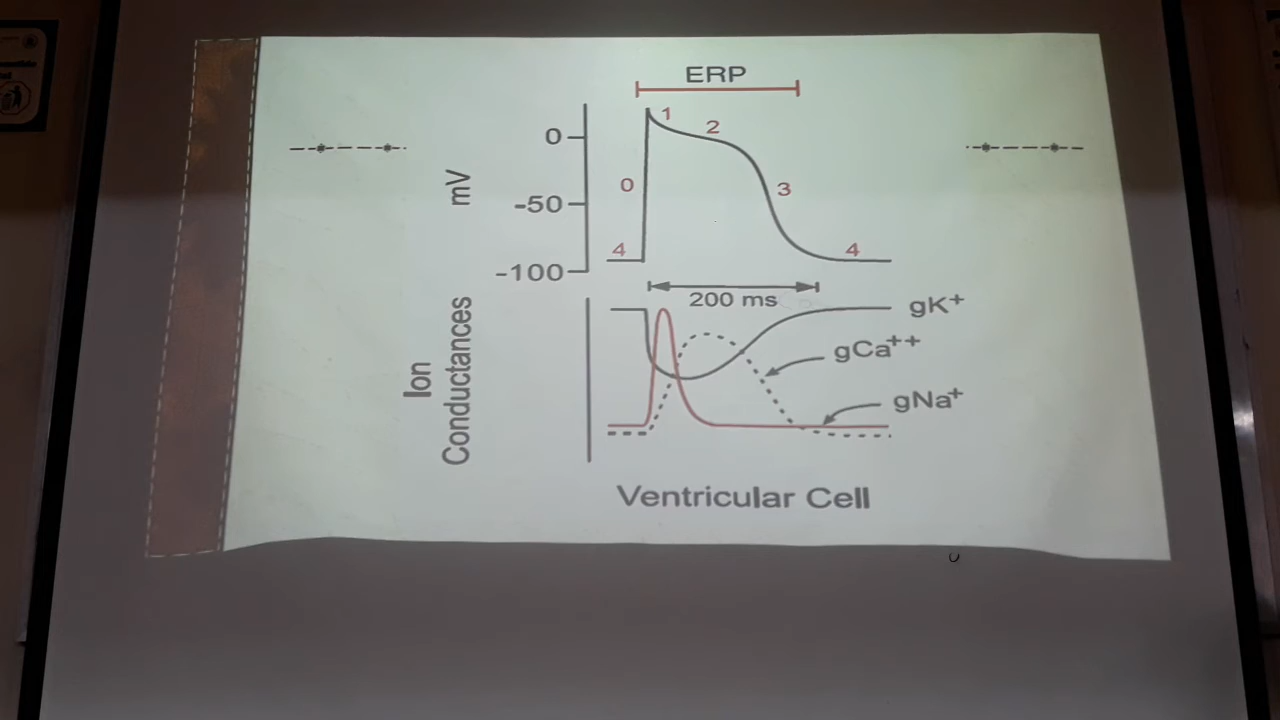 ERP
1
2
0
0
mV
3
-50
4
4
-100
200 ms
gK+
gCa++
Ion
Conductances
gNa+
Ventricular Cell